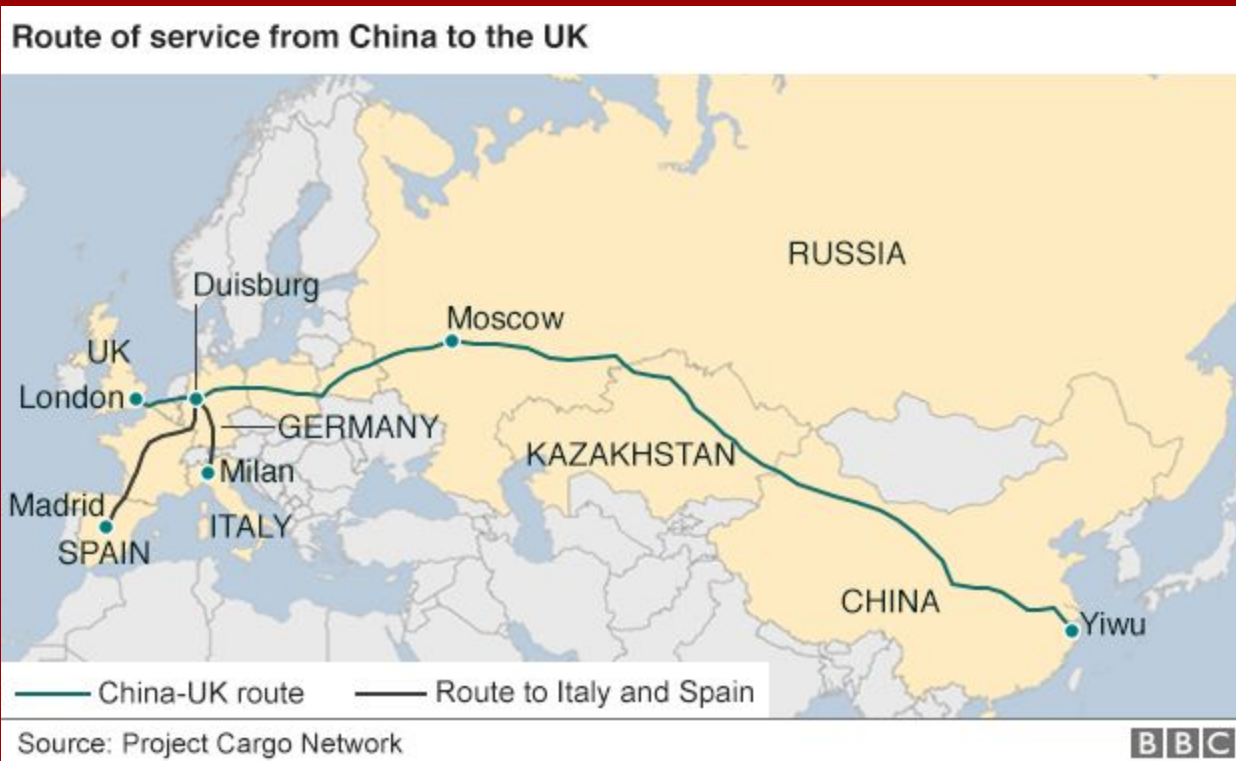 Route of service from China to the UK
RUSSIA
Duisburg
Moscow
UK
London
GERMANY
KAZAKHSTAN
Milan
Madrid
ITALY
SPAIN
CHINA
Yiwu
China-UK route
Route to Italy and Spain
Source: Project Cargo Network
BBC